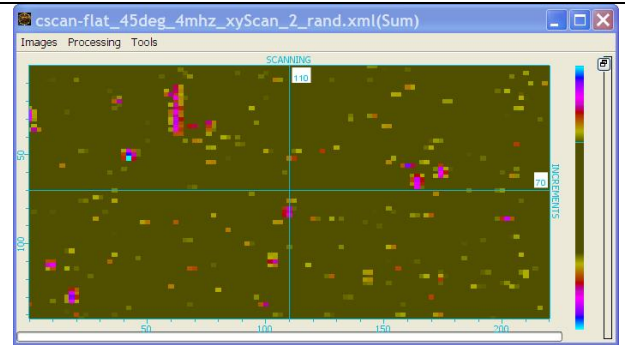 cscan-flat_45deg_4mhz_xyScan_2_rand.xml(Sum)
Images Processing Tools
SCANNING
110
50
70
INCREMENTS
100
50 100 150 200